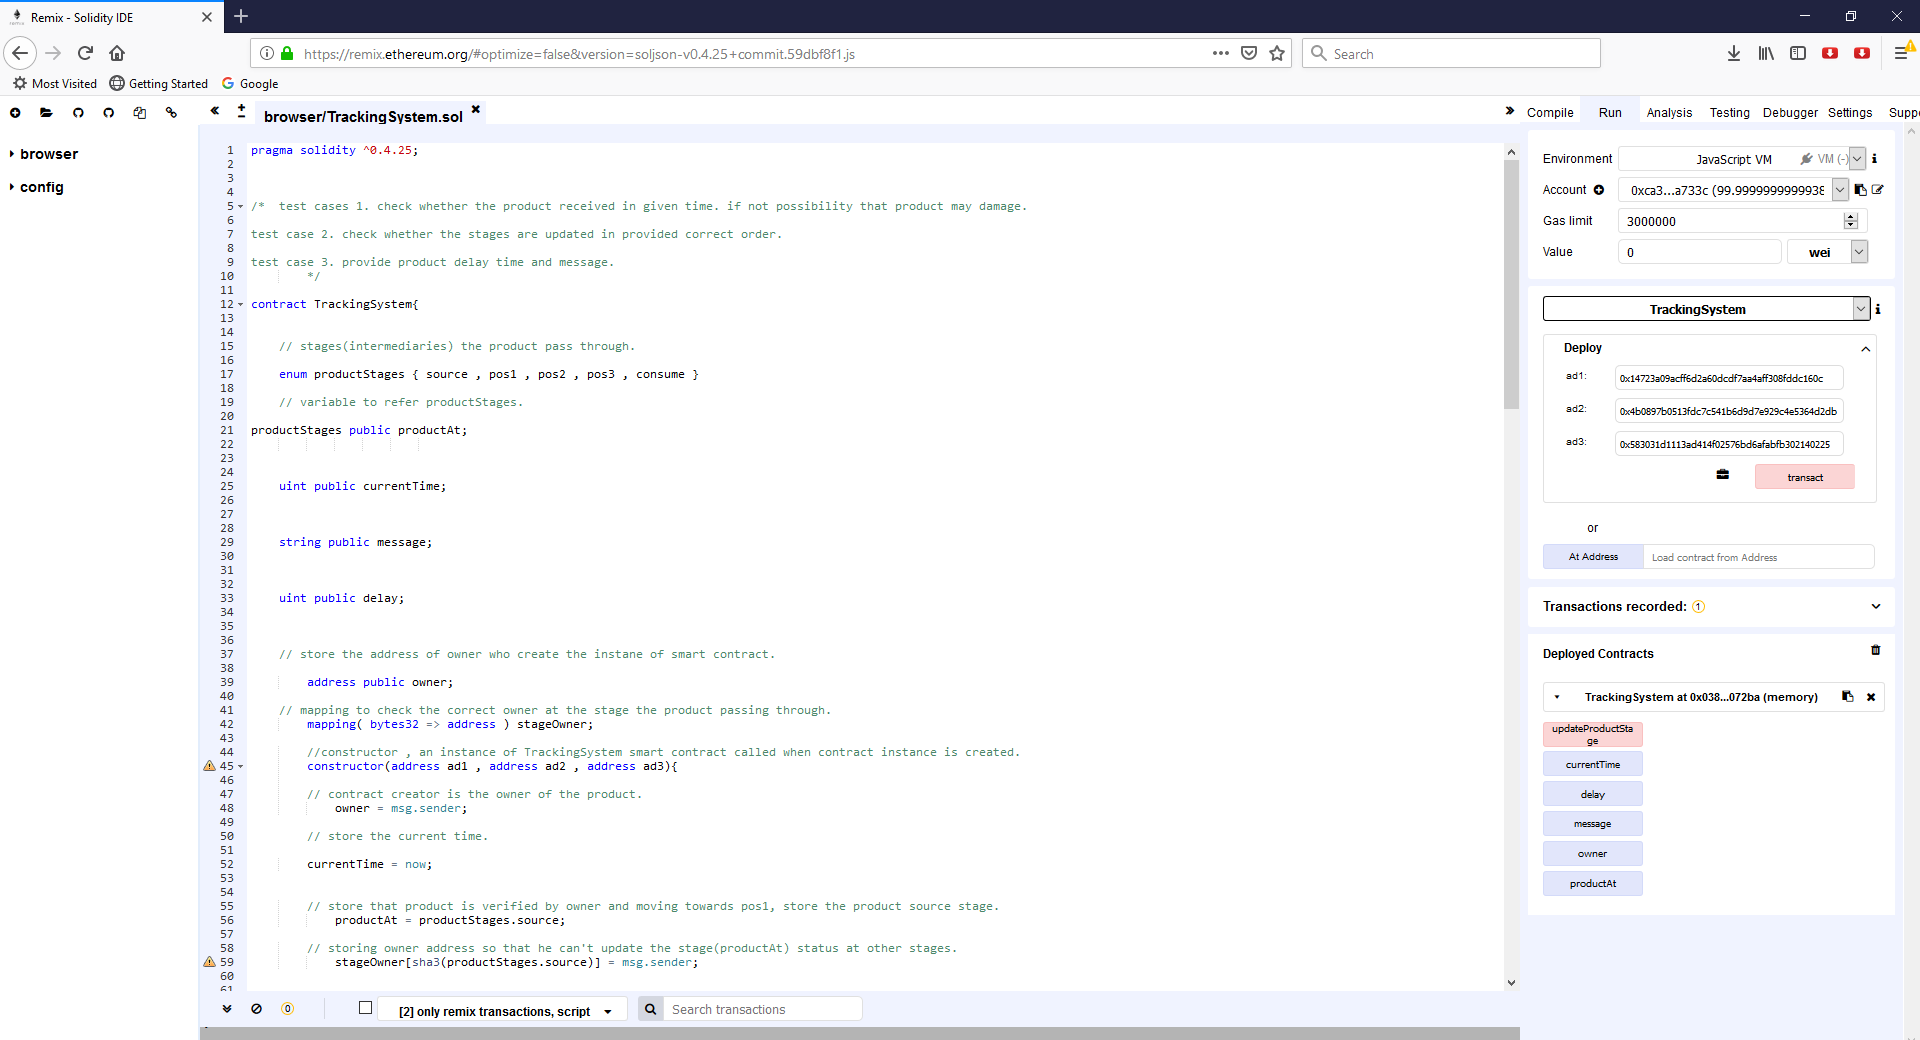 Remix - Solidity IDE
https://remix.ethereum.org/#optimize=false&version=soljson-v0.4.25+commit.59dbf8f1.js
Search
Most Visited
Getting Started
Google
browser/TrackingSystem.sol
Compile
Run
Analysis
Testing
Debugger
Settings
Suppo
browser
config
1 pragma solidity ^0.4.25;
2
3
4
5 /*  test cases 1. check whether the product received in given time. if not possibility that product may damage.
6
7 test case 2. check whether the stages are updated in provided correct order.
8
9 test case 3. provide product delay time and message.
10 */
11
12 contract TrackingSystem{
13
14
15 // stages(intermediaries) the product pass through.
16
17 enum productStages { source , pos1 , pos2 , pos3 , consume }
18
19 // variable to refer productStages.
20
21 productStages public productAt;
22
23
24
25 uint public currentTime;
26
27
28
29 string public message;
30
31
32
33 uint public delay;
34
35
36
37 // store the address of owner who create the instane of smart contract.
38
39 address public owner;
40
41 // mapping to check the correct owner at the stage the product passing through.
42 mapping( bytes32 => address ) stageOwner;
43
44 //constructor , an instance of TrackingSystem smart contract called when contract instance is created.
45 constructor(address ad1 , address ad2 , address ad3){
46
47 // contract creator is the owner of the product.
48 owner = msg.sender;
49
50 // store the current time.
51
52 currentTime = now;
53
54
55 // store that product is verified by owner and moving towards pos1, store the product source stage.
56 productAt = productStages.source;
57
58 // storing owner address so that he can't update the stage(productAt) status at other stages.
59 stageOwner[sha3(productStages.source)] = msg.sender;
60
61
0
[2] only remix transactions, script
Search transactions
Environment
JavaScript VM
VM (-)
Account
0xca3...a733c (99.9999999999938
Gas limit
3000000
Value
0
wei
TrackingSystem
Deploy
ad1:
0x14723a09acff6d2a60dcdf7aa4aff308fddc160c
ad2:
0x4b0897b0513fdc7c541b6d9d7e929c4e5364d2db
ad3:
0x583031d1113ad414f02576bd6afabfb302140225
transact
or
At Address
Load contract from Address
Transactions recorded: 1
Deployed Contracts
TrackingSystem at 0x038...072ba (memory)
updateProductSta
ge
currentTime
delay
message
owner
productAt